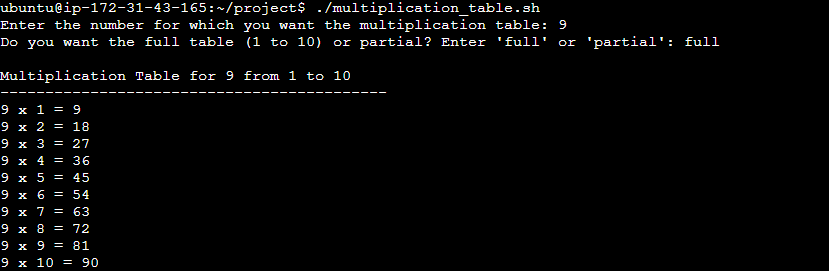 ubuntu@ip-172-31-43-165:~/project$ ./multiplication_table.sh
Enter the number for which you want the multiplication table: 9
Do you want the full table (1 to 10) or partial? Enter 'full' or 'partial': full

Multiplication Table for 9 from 1 to 10
-------------------------------------------
9 x 1 = 9
9 x 2 = 18
9 x 3 = 27
9 x 4 = 36
9 x 5 = 45
9 x 6 = 54
9 x 7 = 63
9 x 8 = 72
9 x 9 = 81
9 x 10 = 90